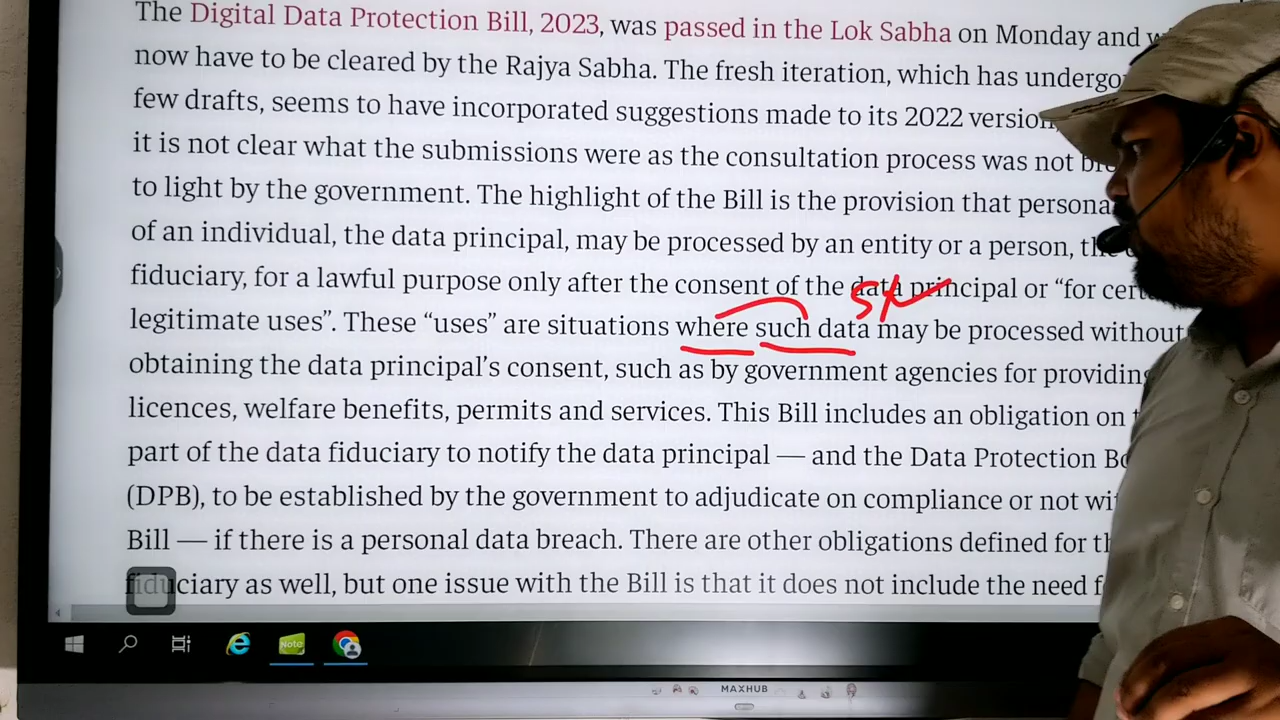 The Digital Data Protection Bill, 2023, was passed in the Lok Sabha on Monday and
now have to be cleared by the Rajya Sabha. The fresh iteration, which has undergo
few drafts, seems to have incorporated suggestions made to its 2022 version
it is not clear what the submissions were as the consultation process was not
to light by the government. The highlight of the Bill is the provision that persona
of an individual, the data principal, may be processed by an entity or a person,
fiduciary, for a lawful purpose only after the consent of the data principal or “for
legitimate uses”. These “uses” are situations where such data may be processed without
obtaining the data principal’s consent, such as by government agencies for providing
licences, welfare benefits, permits and services. This Bill includes an obligation on
part of the data fiduciary to notify the data principal — and the Data Protection
(DPB), to be established by the government to adjudicate on compliance or not
Bill — if there is a personal data breach. There are other obligations defined for
fiduciary as well, but one issue with the Bill is that it does not include the need
Note
MAXHUB